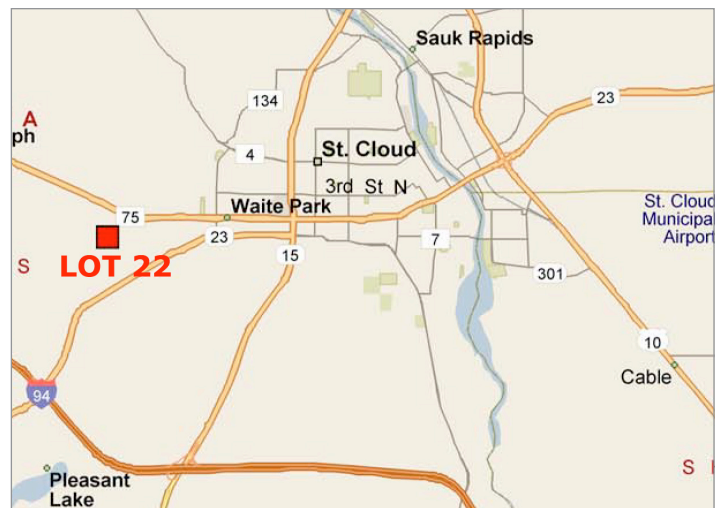 Sauk Rapids
23
134
A
ph
4
St. Cloud
3rd St N
St. Cloud
Municipal
Airport
75
Waite Park
23
7
15
S
LOT 22
301
10
Cable
94
S H
Pleasant
Lake